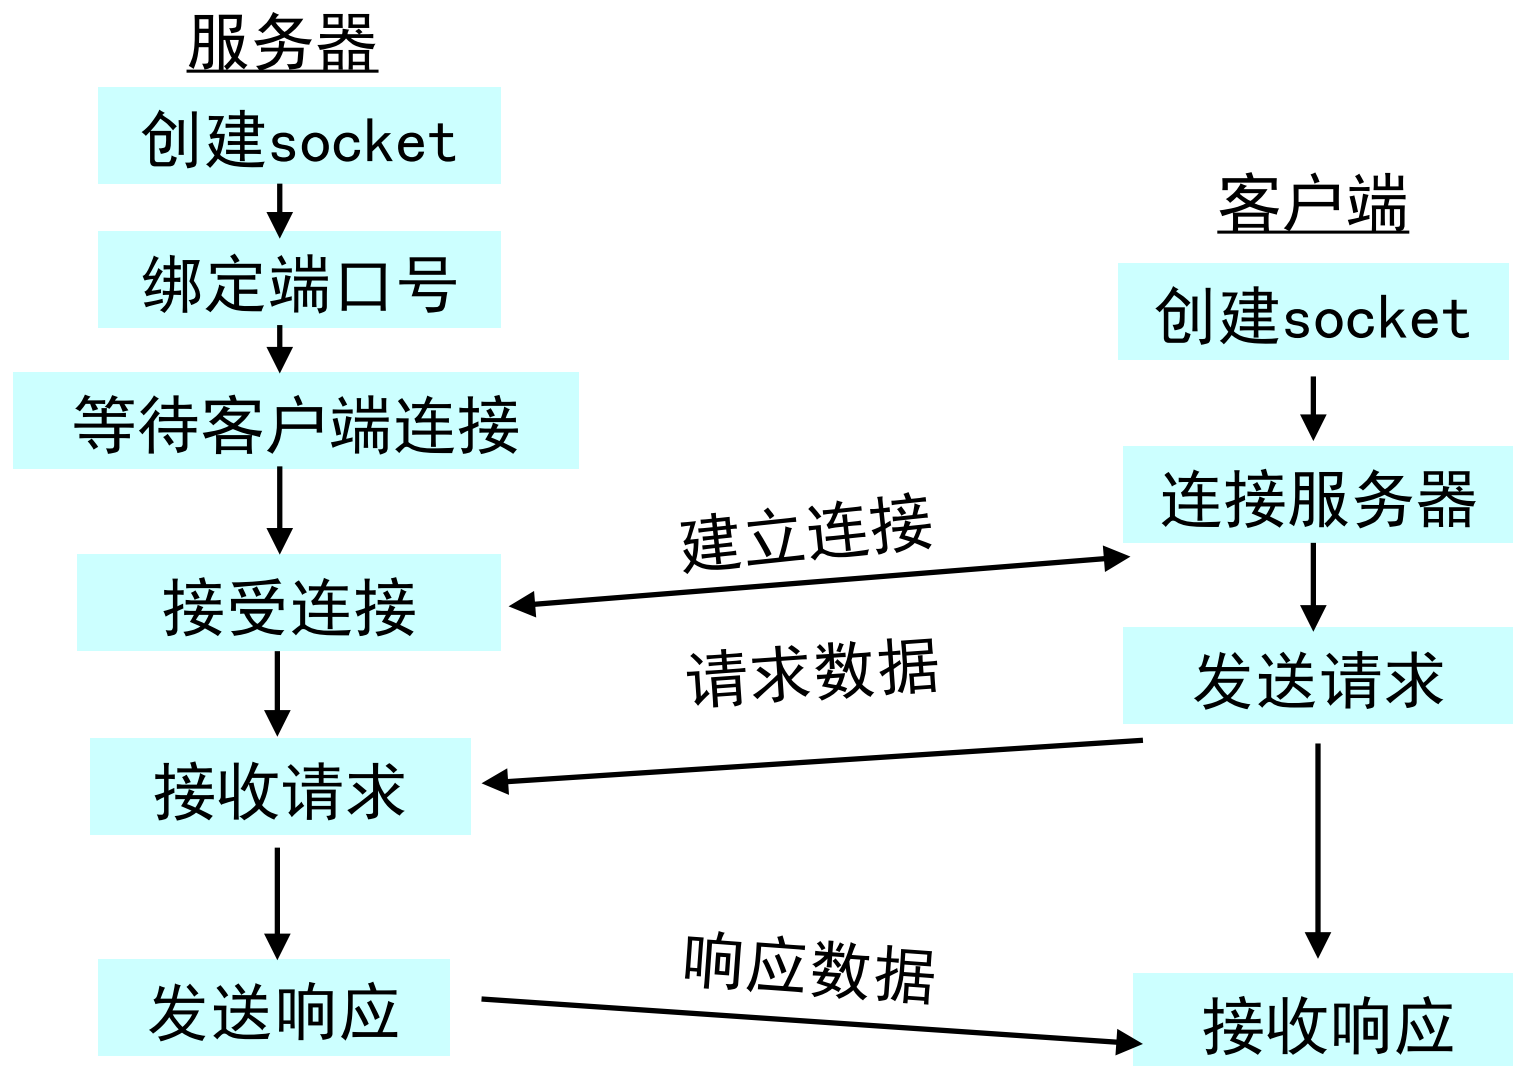 服务器
创建socket
绑定端口号
等待客户端连接
接受连接
接收请求
发送响应
建立连接
请求数据
响应数据
客户端
创建socket
连接服务器
发送请求
接收响应